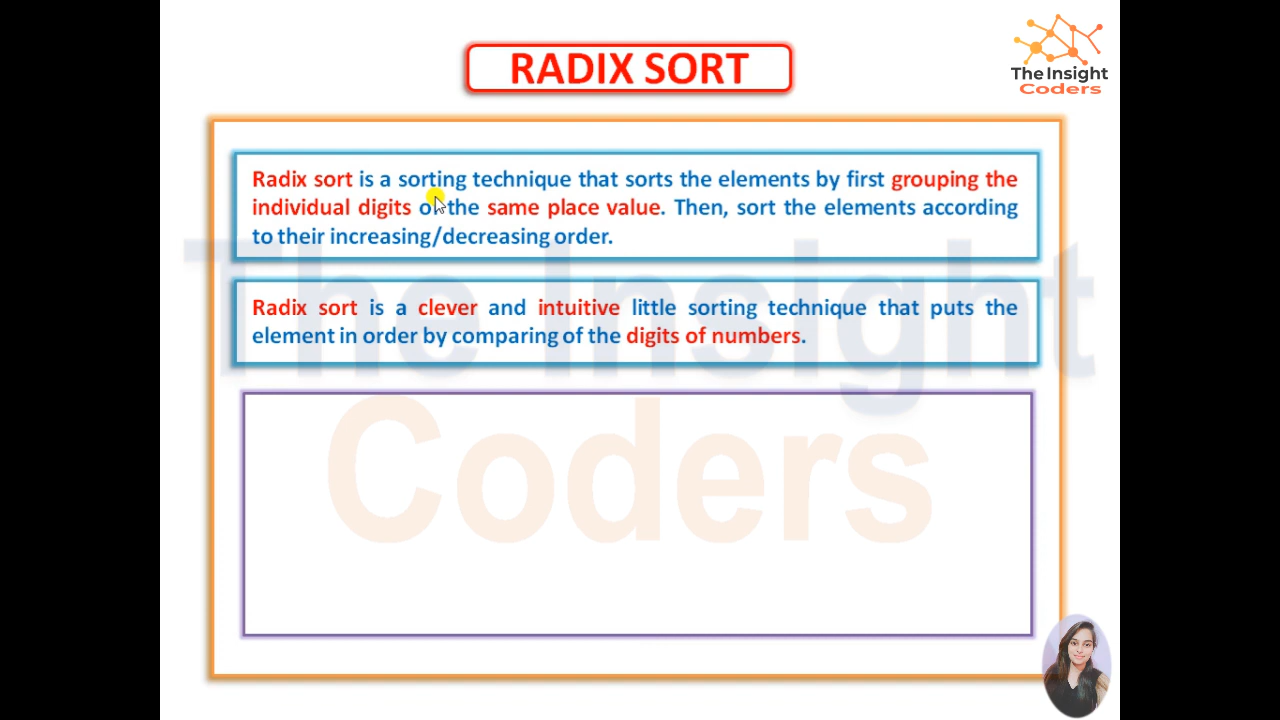 RADIX SORT
The Insight
Coders
Radix sort is a sorting technique that sorts the elements by first grouping the
individual digits of the same place value. Then, sort the elements according
to their increasing/decreasing order.
Radix sort is a clever and intuitive little sorting technique that puts the
element in order by comparing of the digits of numbers.
The Insight
Coders